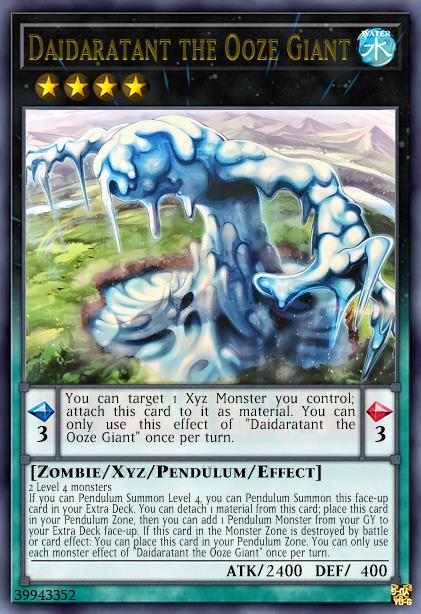 DAIDARATANT THE OOZE GIANT
WATER
水
You can target 1 Xyz Monster you control;
attach this card to it as material. You can
only use this effect of "Daidaratant the
Ooze Giant" once per turn.
3
3
[ZOMBIE/XYZ/PENDULUM/EFFECT]
2 Level 4 monsters
If you can Pendulum Summon Level 4, you can Pendulum Summon this face-up
card in your Extra Deck. You can detach 1 material from this card; place this card
in your Pendulum Zone, then you can add 1 Pendulum Monster from your GY to
your Extra Deck face-up. If this card in the Monster Zone is destroyed by battle
or card effect: You can place this card in your Pendulum Zone. You can only use
each monster effect of "Daidaratant the Ooze Giant" once per turn.
ATK/2400 DEF/ 400
39943352